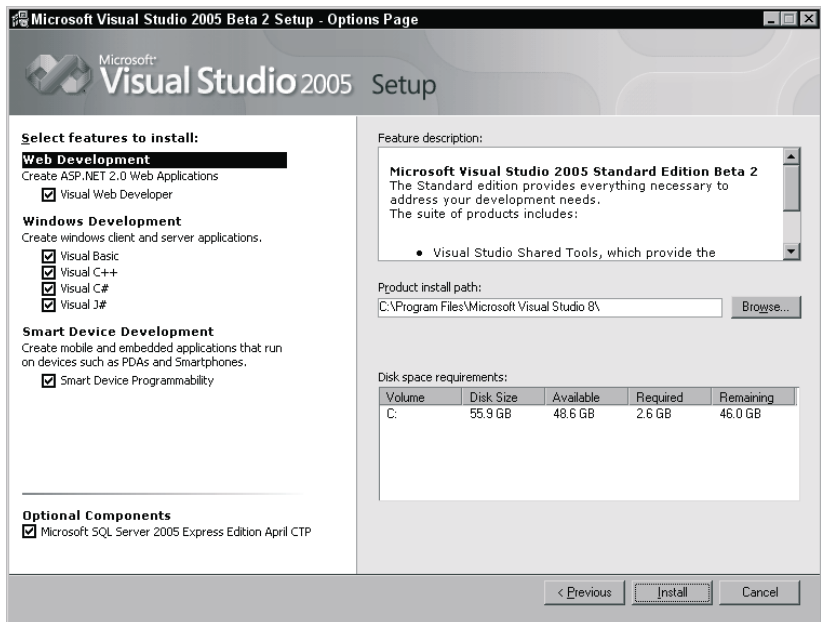 Microsoft Visual Studio 2005 Beta 2 Setup - Options Page
Microsoft
Visual Studio 2005 Setup
Select features to install:
Web Development
Create ASP.NET 2.0 Web Applications
Visual Web Developer
Windows Development
Create windows client and server applications.
Visual Basic
Visual C++
Visual C#
Visual J#
Smart Device Development
Create mobile and embedded applications that run
on devices such as PDAs and Smartphones.
Smart Device Programmability
Optional Components
Microsoft SQL Server 2005 Express Edition April CTP
Feature description:
Microsoft Visual Studio 2005 Standard Edition Beta 2
The Standard edition provides everything necessary to
address your development needs.
The suite of products includes:
• Visual Studio Shared Tools, which provide the
Product install path:
C:\Program Files\Microsoft Visual Studio 8\
Browse...
Disk space requirements:
Volume Disk Size Available Required Remaining
C: 55.9 GB 48.6 GB 2.6 GB 46.0 GB
< Previous Install Cancel